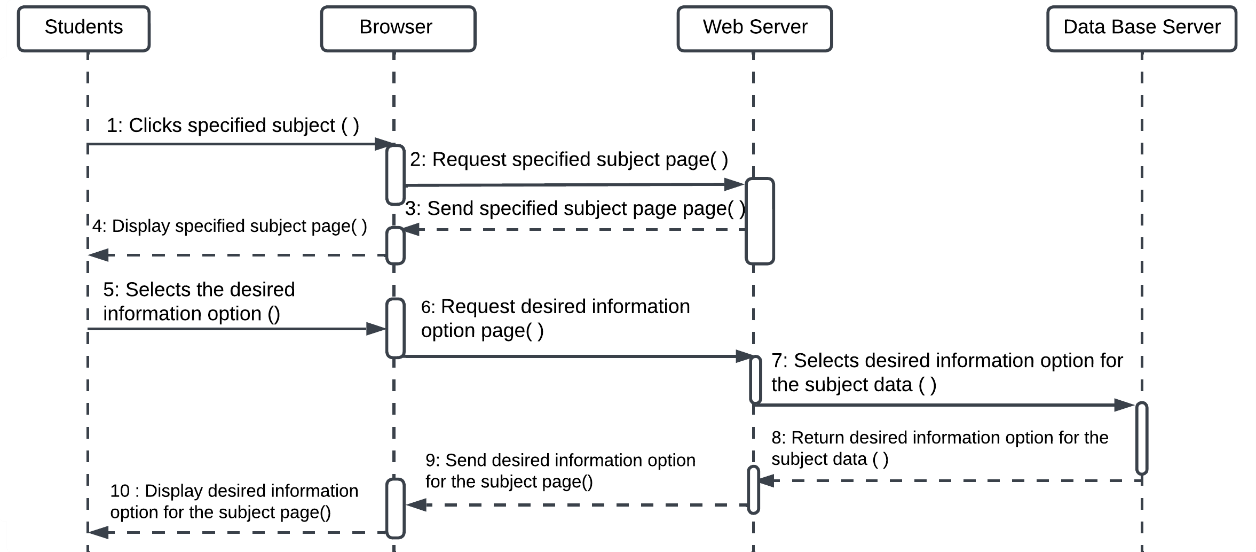 Students
Browser
Web Server
Data Base Server
1: Clicks specified subject ( )
2: Request specified subject page( )
3: Send specified subject page page( )
4: Display specified subject page( )
5: Selects the desired
information option ()
6: Request desired information
option page( )
7: Selects desired information option for
the subject data ( )
8: Return desired information option for the
subject data ( )
9: Send desired information option
for the subject page()
10 : Display desired information
option for the subject page()